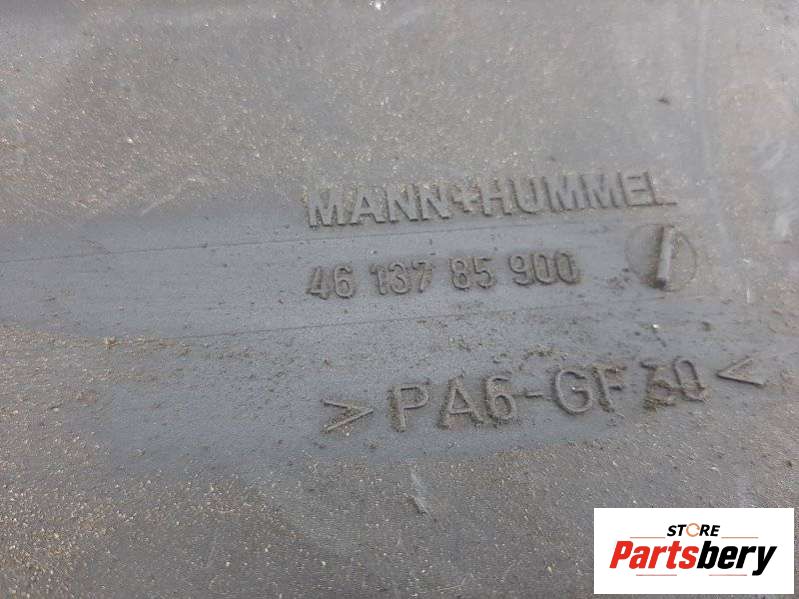 MANN+HUMMEL
46 137 85 900
>PA6-GF30<
STORE
Partsbery